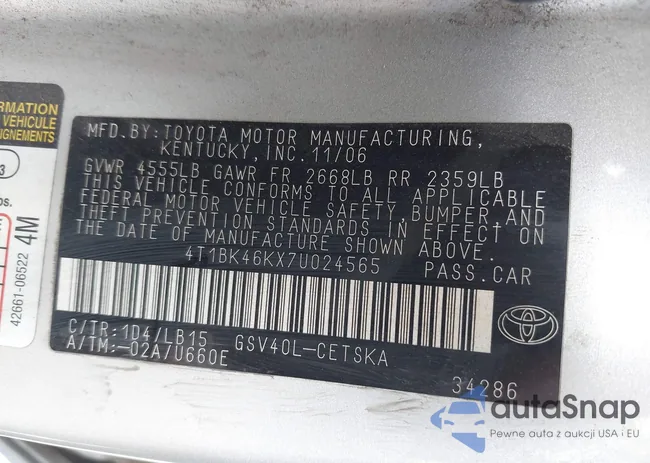 RMATION
VEHICLE
IGNEMENTS
42661-06522
4M
MFD.BY:TOYOTA MOTOR MANUFACTURING,
KENTUCKY, INC.11/06
GVWR 4555LB GAWR FR 2668LB RR 2359LB
THIS VEHICLE CONFORMS TO ALL APPLICABLE
FEDERAL MOTOR VEHICLE SAFETY, BUMPER AND
THEFT PREVENTION STANDARDS IN EFFECT ON
THE DATE OF MANUFACTURE SHOWN ABOVE.
4T1BK46KX7U024565 PASS.CAR
C/TR:1D4/LB15 GSV40L-CETSKA
A/TM:-02A/U660E
34286
autaSnap
Pewne auta z aukcji USA i EU